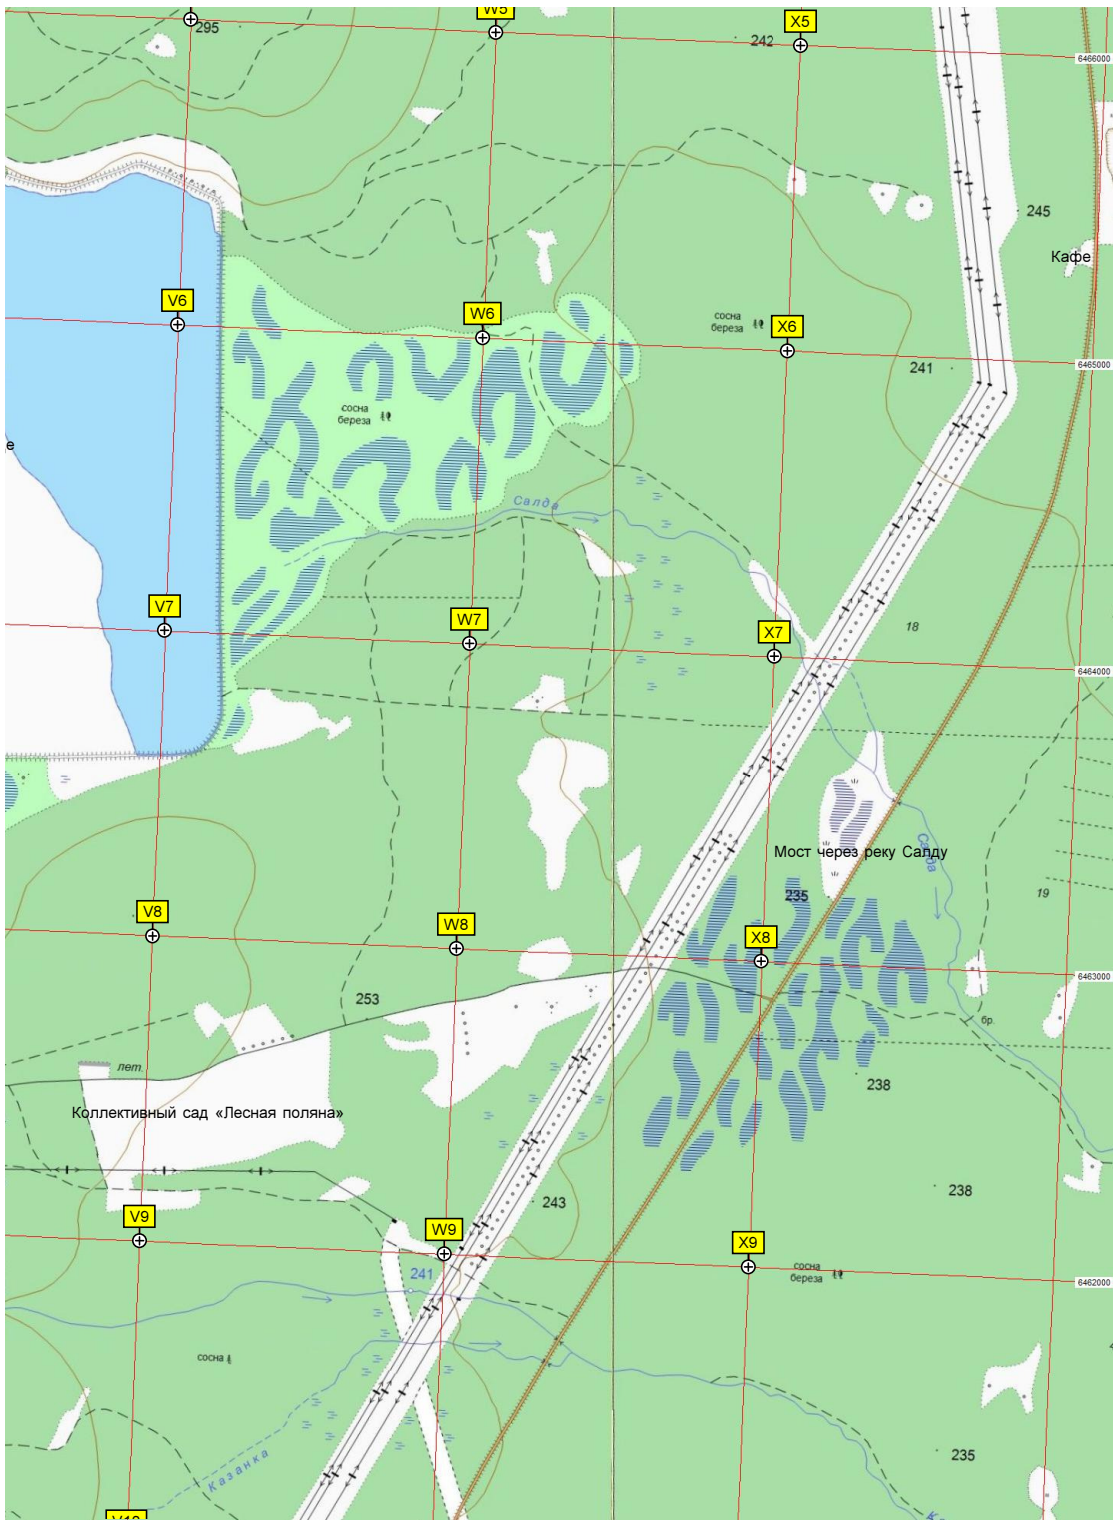 W5
X5
295
242
6466000
245
Кафе
V6
W6
X6
сосна
береза
241
6465000
сосна
береза
е
Салда
V7
W7
X7
18
6464000
Мост через реку Салду
Салда
235
19
V8
W8
X8
6463000
253
бр.
лет.
238
Коллективный сад «Лесная поляна»
238
243
V9
W9
X9
сосна
береза
241
6462000
сосна
235
Казанка
V10